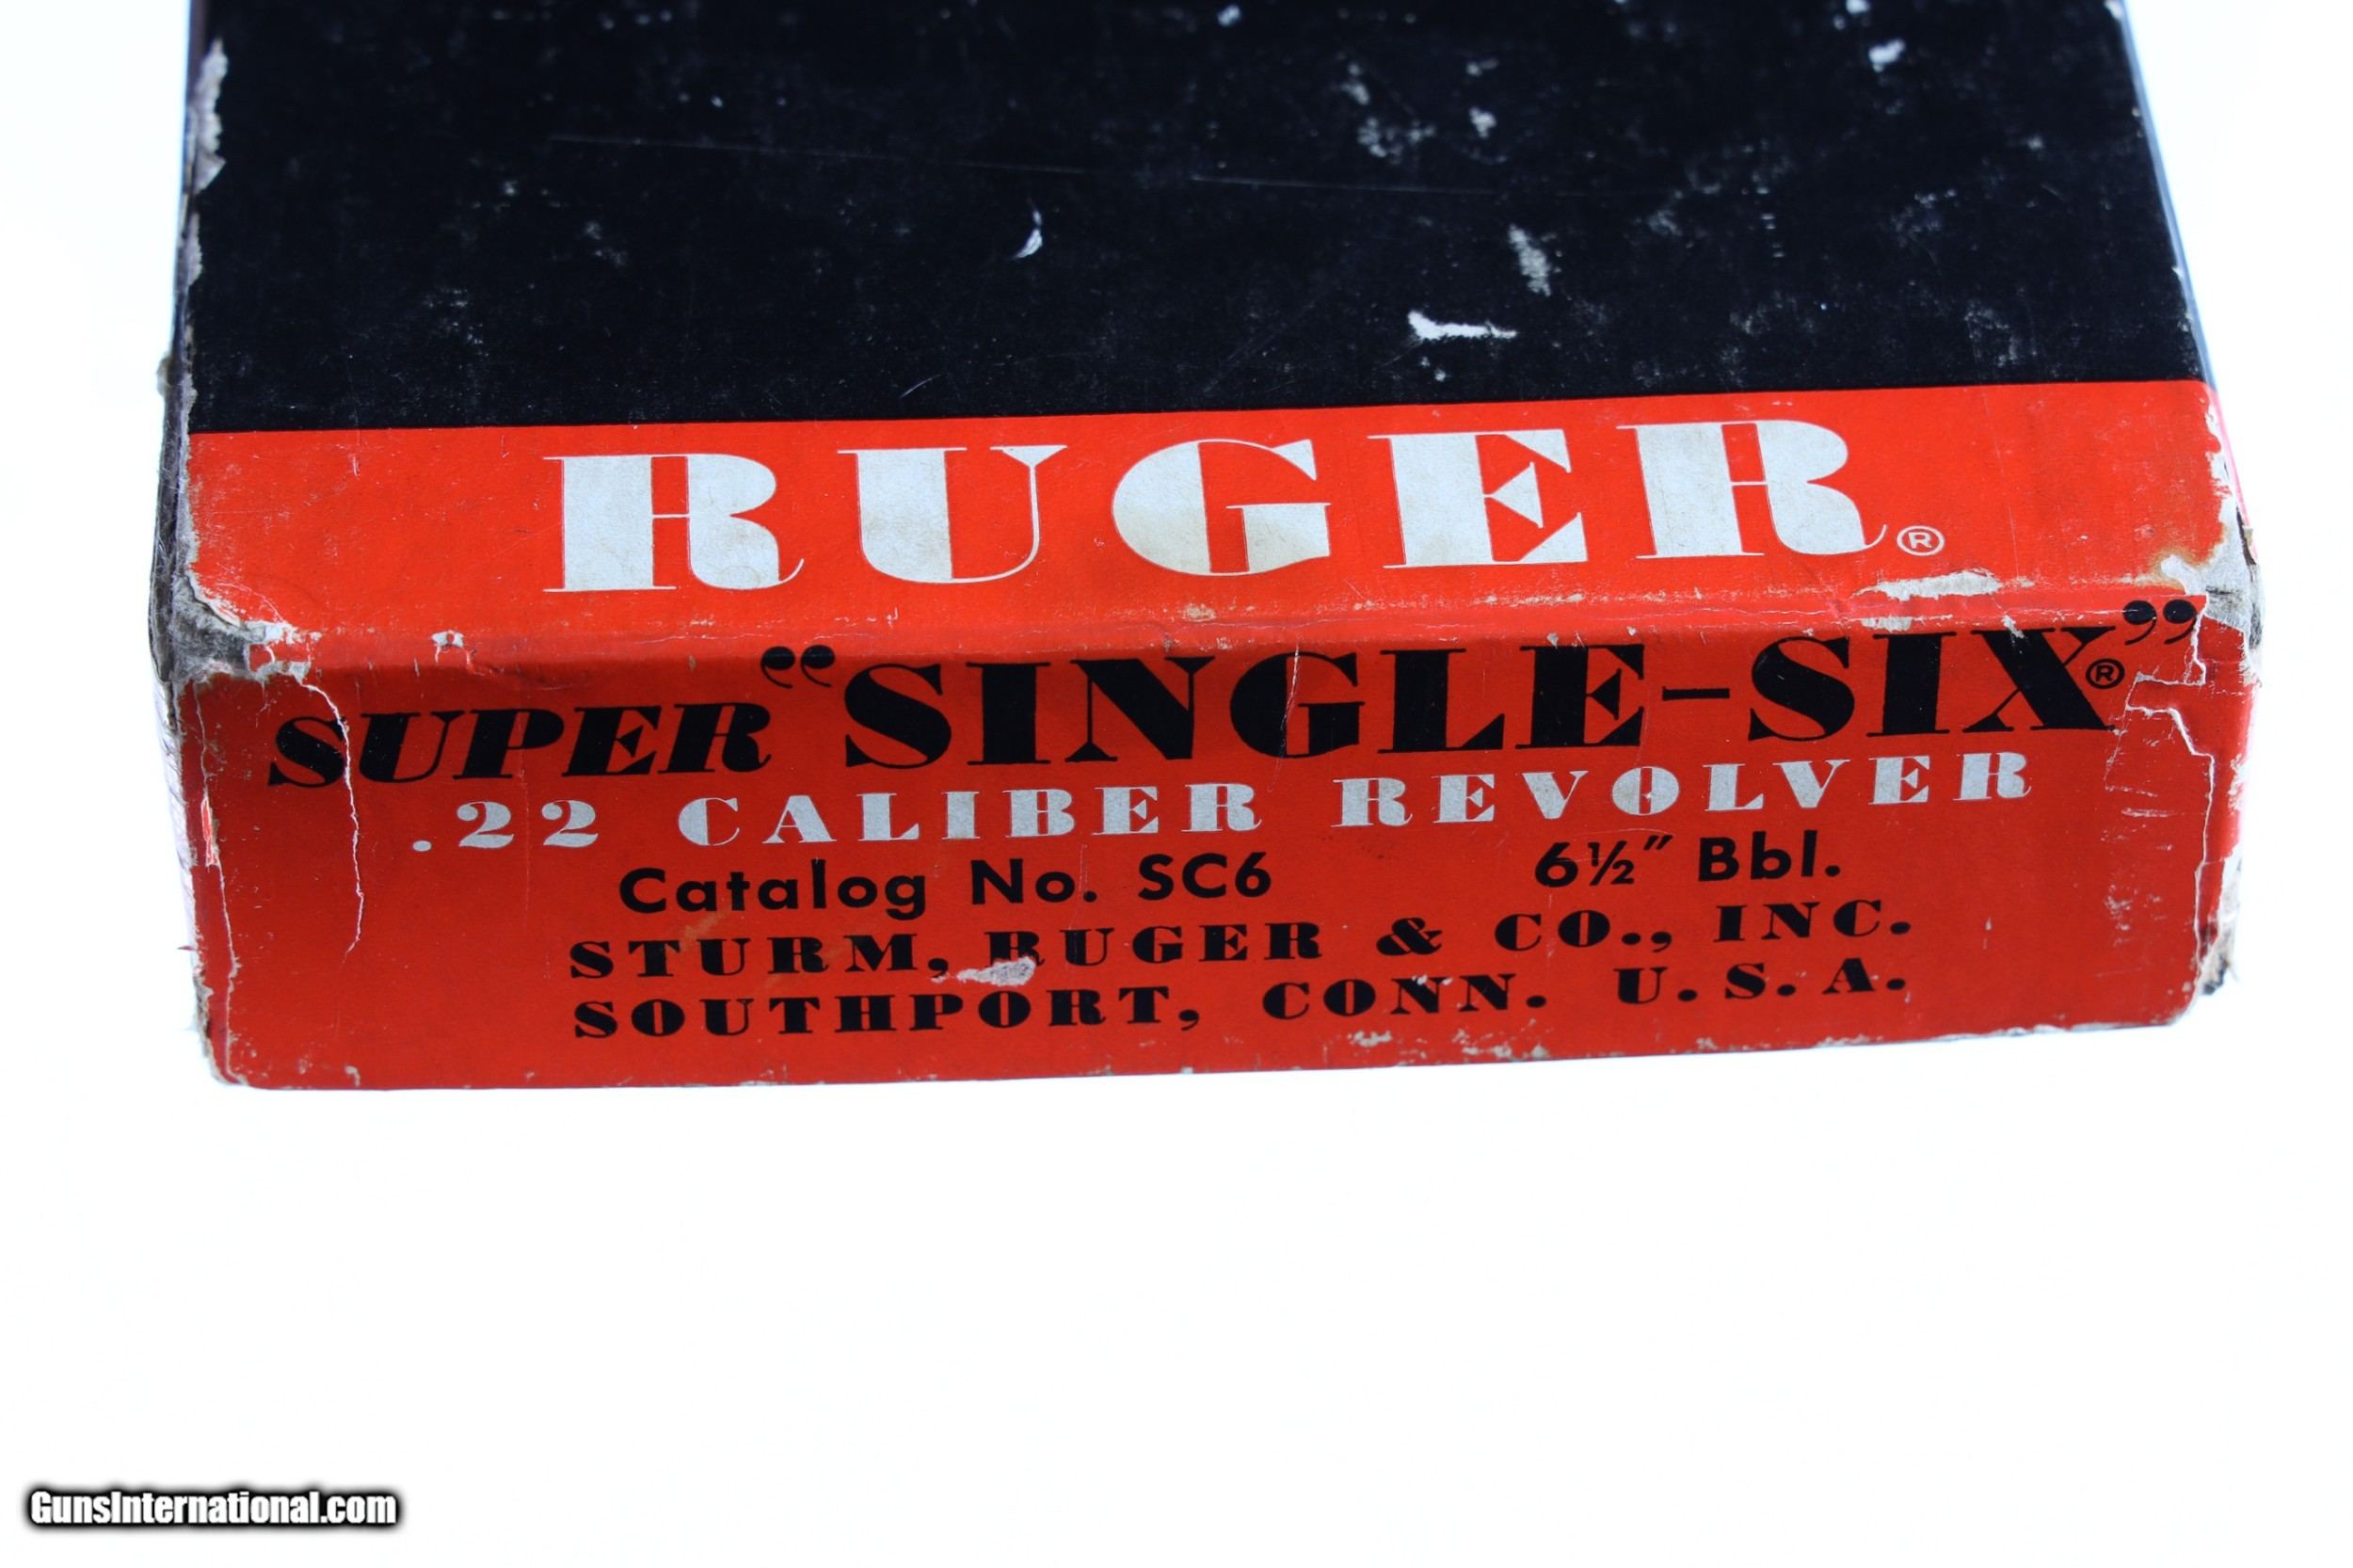 RUGER®
SUPER “SINGLE-SIX®”
.22 CALIBER REVOLVER
Catalog No. SC6 6½″ Bbl.
STURM, RUGER & CO., INC.
SOUTHPORT, CONN. U.S.A.
GunsInternational.com